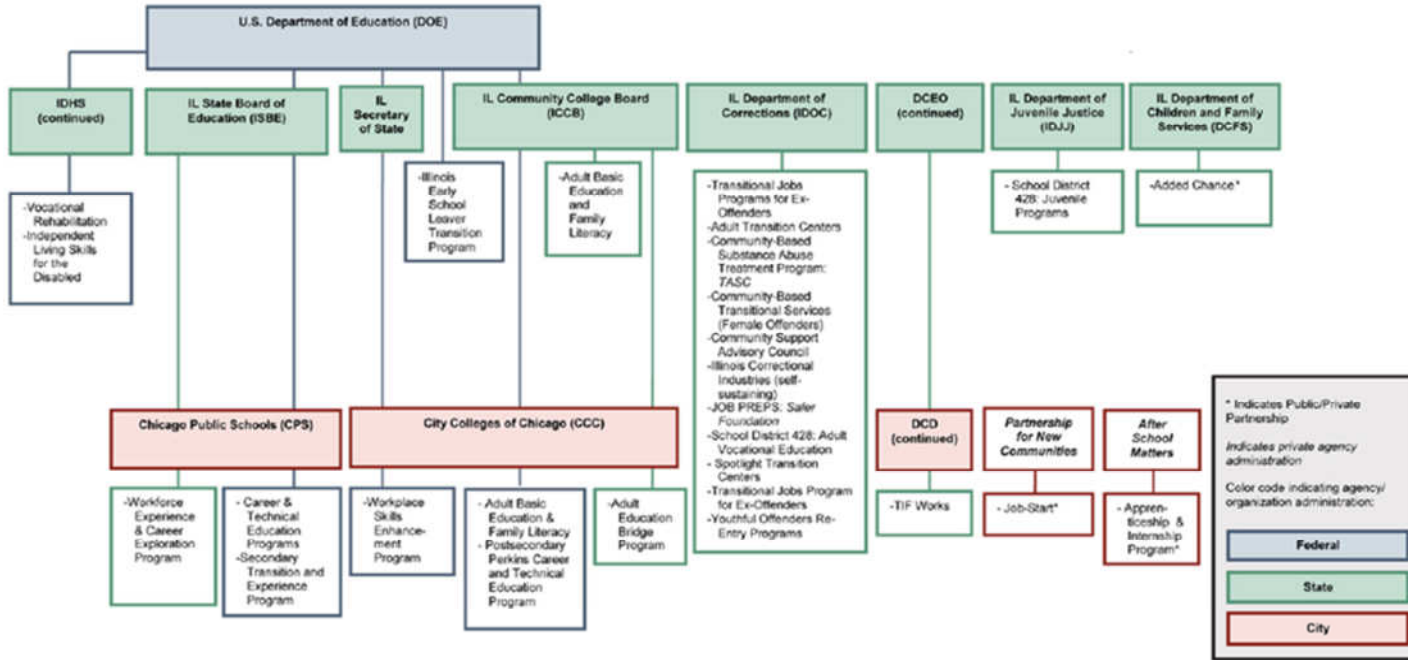 U.S. Department of Education (DOE)
IDHS
(continued)
IL State Board of
Education (ISBE)
IL
Secretary
of State
IL Community College Board
(ICCB)
IL Department of
Corrections (IDOC)
DCEO
(continued)
IL Department of
Juvenile Justice
(IDJJ)
IL Department of
Children and Family
Services (DCFS)
-Vocational
Rehabilitation
-Independent
Living Skills
for the
Disabled
-Illinois
Early
School
Leaver
Transition
Program
-Adult Basic
Education
and
Family
Literacy
-Transitional Jobs
Programs for Ex-
Offenders
-Adult Transition Centers
-Community-Based
Substance Abuse
Treatment Program:
TASC
-Community-Based
Transitional Services
(Female Offenders)
-Community Support
Advisory Council
-Illinois Correctional
Industries (self-
sustaining)
-JOB PREPS: Safer
Foundation
-School District 428: Adult
Vocational Education
- Spotlight Transition
Centers
-Transitional Jobs Program
for Ex-Offenders
-Youthful Offenders Re-
Entry Programs
- School District
428: Juvenile
Programs
-Added Chance*
Chicago Public Schools (CPS)
City Colleges of Chicago (CCC)
DCD
(continued)
Partnership
for New
Communities
After
School
Matters
-Workforce
Experience
& Career
Exploration
Program
- Career &
Technical
Education
Programs
-Secondary
Transition and
Experience
Program
-Workplace
Skills
Enhance-
ment
Program
- Adult Basic
Education &
Family Literacy
- Postsecondary
Perkins Career
and Technical
Education
Program
-Adult
Education
Bridge
Program
-TIF Works
- Job-Start*
- Appren-
ticeship &
Internship
Program*
* Indicates Public/Private
Partnership
Indicates private agency
administration
Color code indicating agency/
organization administration:
Federal
State
City